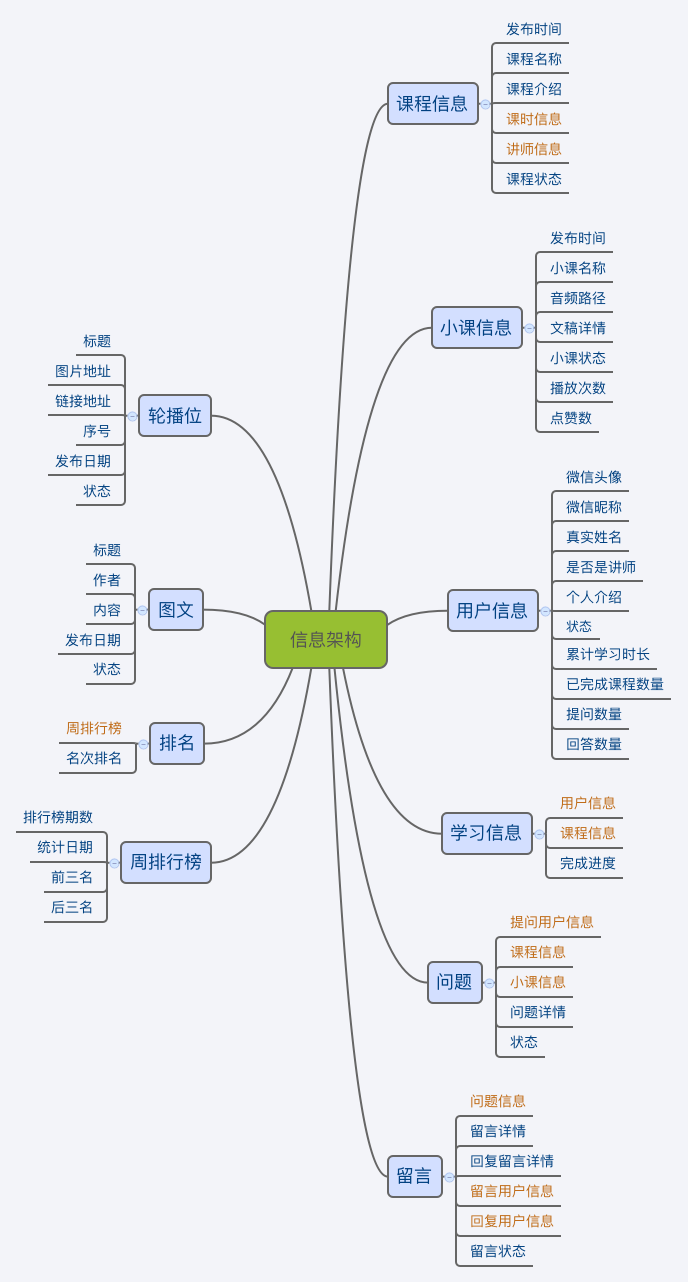 信息架构
课程信息
发布时间
课程名称
课程介绍
课时信息
讲师信息
课程状态
小课信息
发布时间
小课名称
音频路径
文稿详情
小课状态
播放次数
点赞数
用户信息
微信头像
微信昵称
真实姓名
是否是讲师
个人介绍
状态
累计学习时长
已完成课程数量
提问数量
回答数量
学习信息
用户信息
课程信息
完成进度
问题
提问用户信息
课程信息
小课信息
问题详情
状态
留言
问题信息
留言详情
回复留言详情
留言用户信息
回复用户信息
留言状态
轮播位
标题
图片地址
链接地址
序号
发布日期
状态
图文
标题
作者
内容
发布日期
状态
排名
周排行榜
名次排名
周排行榜
排行榜期数
统计日期
前三名
后三名